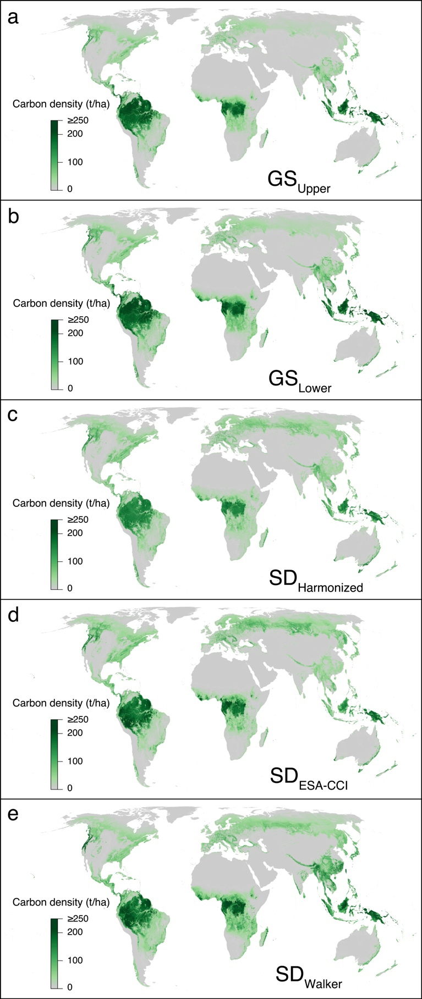 a
Carbon density (t/ha)
≥250
200
100
0
GSUpper
b
Carbon density (t/ha)
≥250
200
100
0
GSLower
c
Carbon density (t/ha)
≥250
200
100
0
SDHarmonized
d
Carbon density (t/ha)
≥250
200
100
0
SDESA-CCI
e
Carbon density (t/ha)
≥250
200
100
0
SDWalker